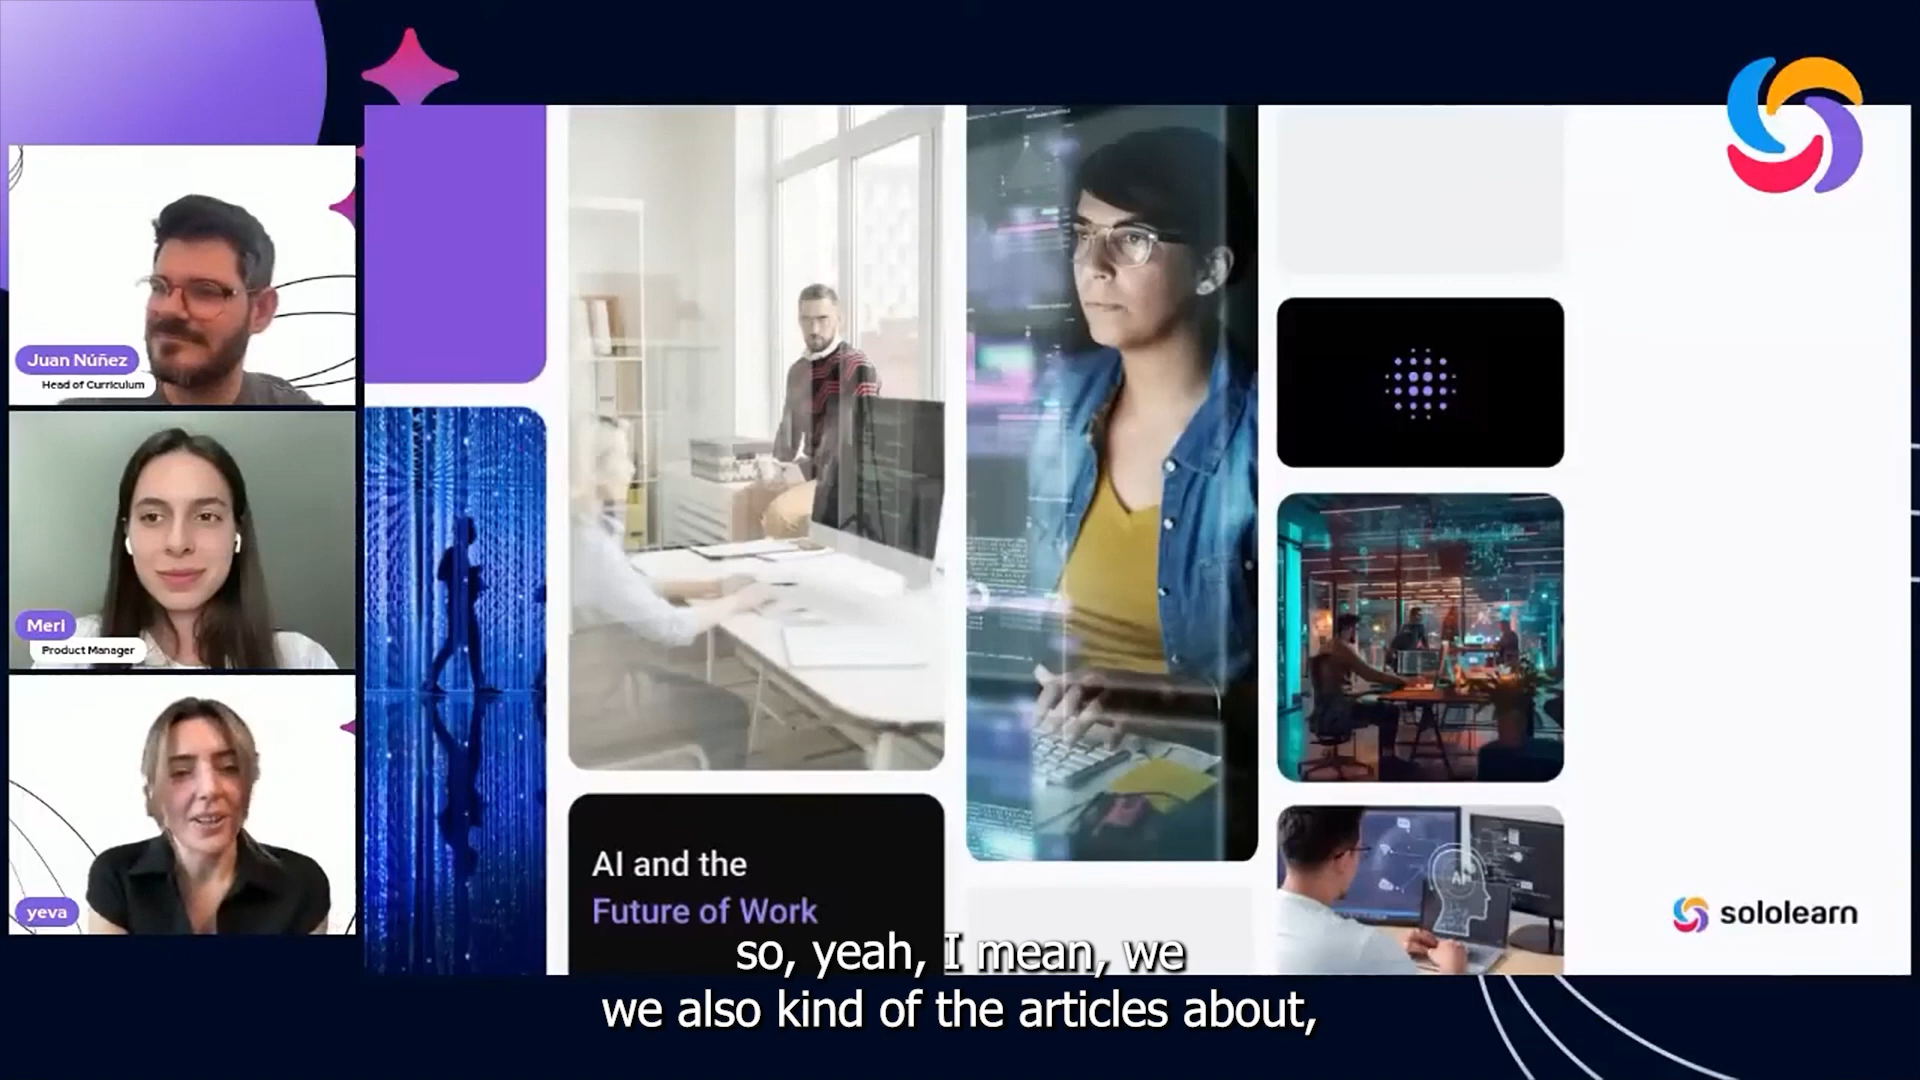 Juan Núñez
Head of Curriculum
Meri
Product Manager
yeva
AI and the
Future of Work
AI
sololearn
so, yeah, I mean, we
we also kind of the articles about,